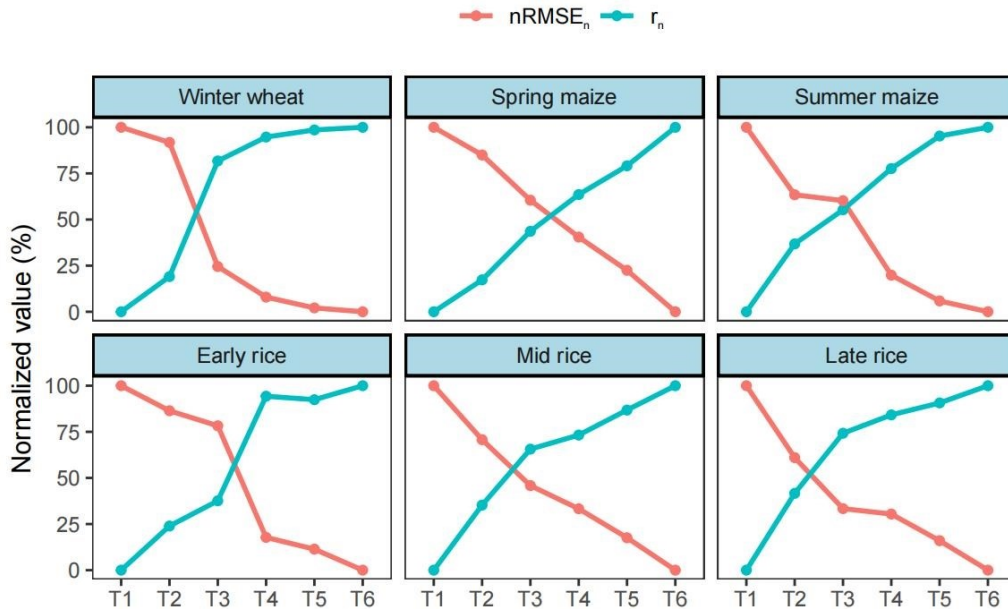 nRMSEₙ rₙ
Winter wheat Spring maize Summer maize
100
75
50
25
0
Early rice Mid rice Late rice
100
75
50
25
0
T1 T2 T3 T4 T5 T6 T1 T2 T3 T4 T5 T6 T1 T2 T3 T4 T5 T6
Normalized value (%)